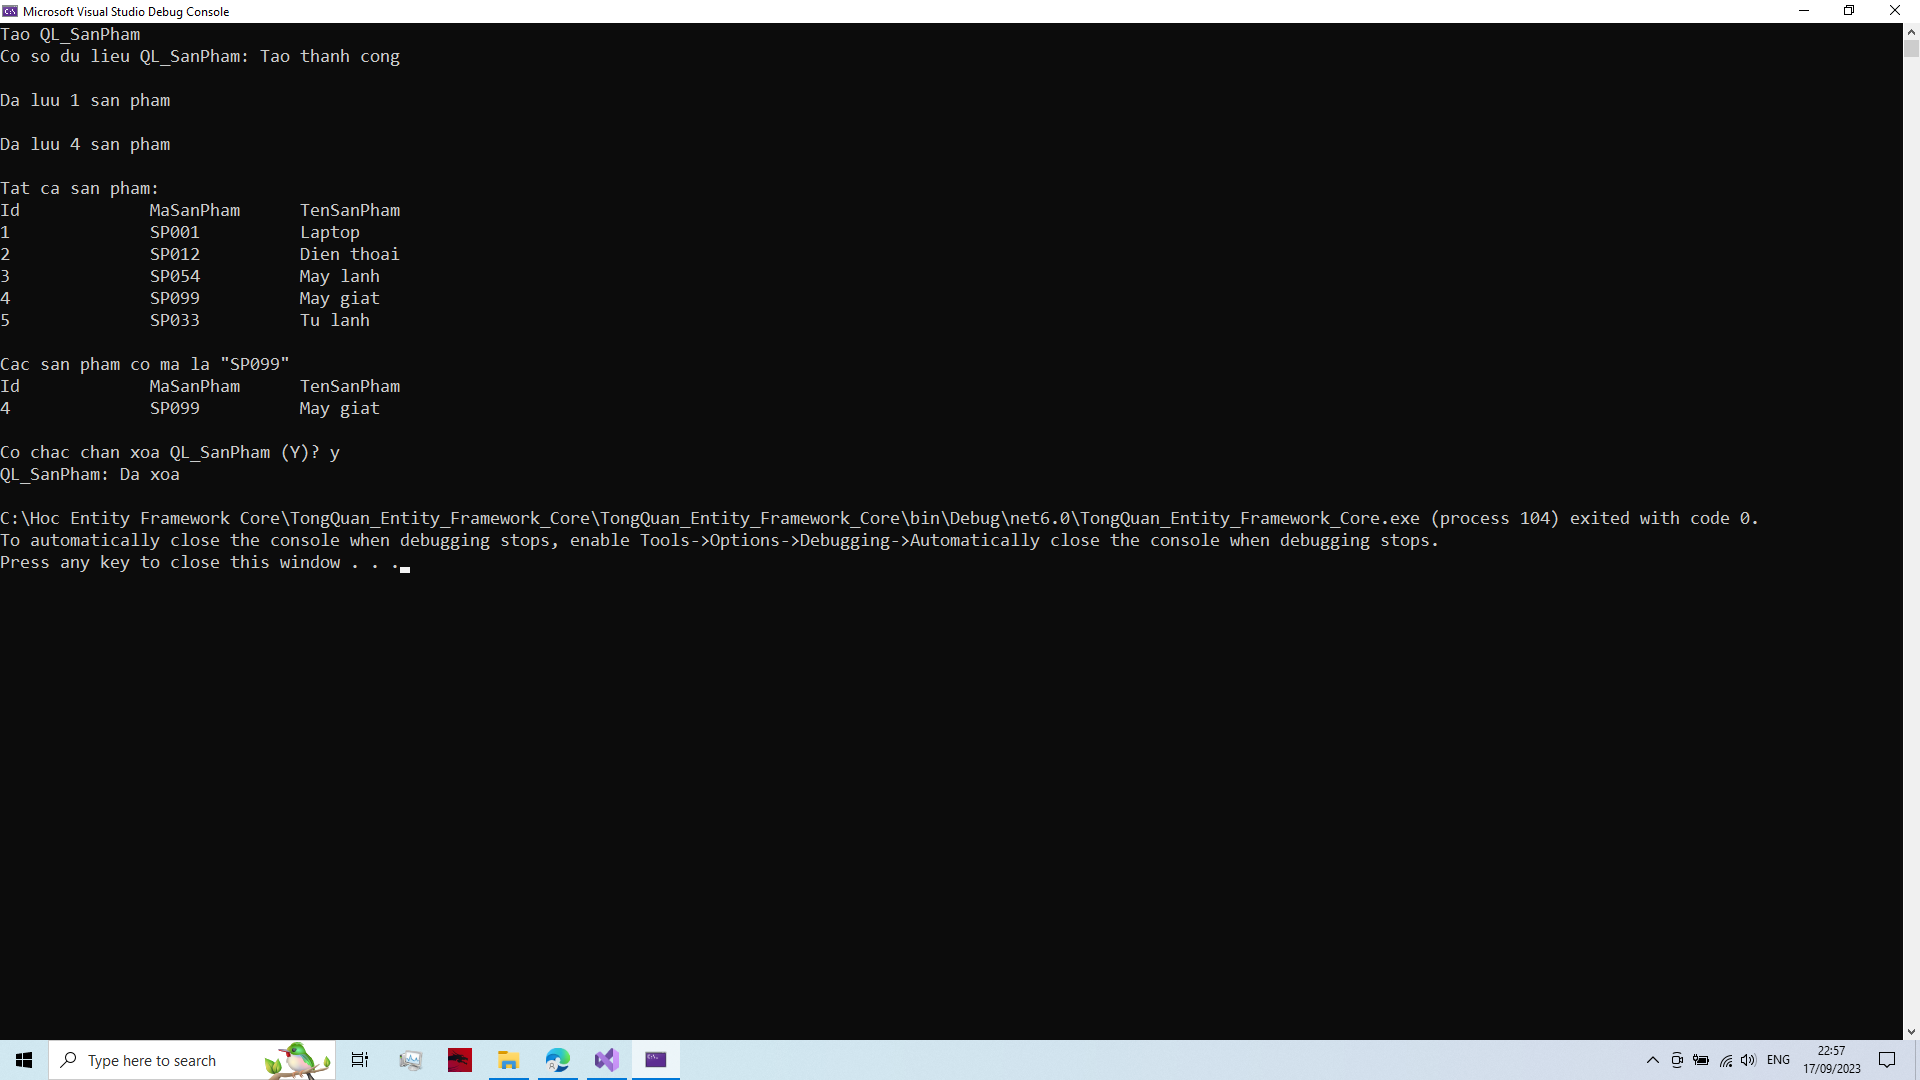 Microsoft Visual Studio Debug Console
Tao QL_SanPham
Co so du lieu QL_SanPham: Tao thanh cong
Da luu 1 san pham
Da luu 4 san pham
Tat ca san pham:
Id MaSanPham TenSanPham
1 SP001 Laptop
2 SP012 Dien thoai
3 SP054 May lanh
4 SP099 May giat
5 SP033 Tu lanh
Cac san pham co ma la "SP099"
Id MaSanPham TenSanPham
4 SP099 May giat
Co chac chan xoa QL_SanPham (Y)? y
QL_SanPham: Da xoa
C:\Hoc Entity Framework Core\TongQuan_Entity_Framework_Core\TongQuan_Entity_Framework_Core\bin\Debug\net6.0\TongQuan_Entity_Framework_Core.exe (process 104) exited with code 0.
To automatically close the console when debugging stops, enable Tools->Options->Debugging->Automatically close the console when debugging stops.
Press any key to close this window . . .
Type here to search
ENG
22:57
17/09/2023